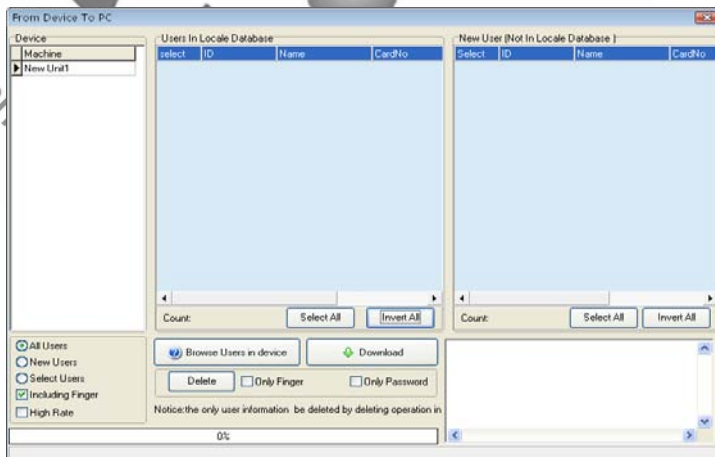 From Device To PC
Device
Machine
New Unit1
Users In Locale Database
select ID Name CardNo
Count: Select All Invert All
New User (Not In Locale Database )
Select ID Name CardNo
Count: Select All Invert All
All Users
New Users
Select Users
Including Finger
High Rate
Browse Users in device Download
Delete Only Finger Only Password
Notice:the only user information be deleted by deleting operation in
0%